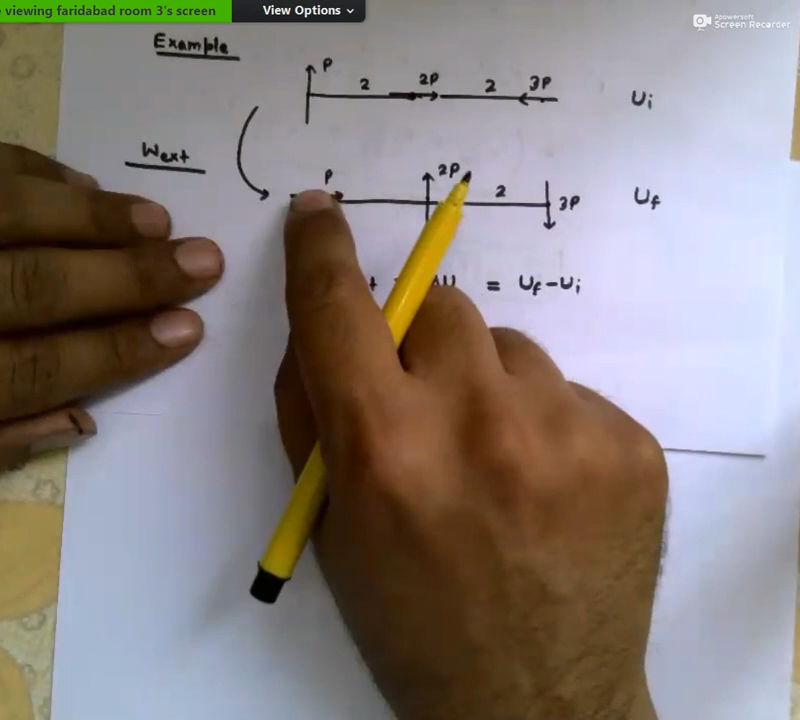 viewing faridabad room 3's screen View Options
Apowersoft
Screen Recorder
Example
P 2 2P 2 3P Ui
Wext
P 2P 2 3P Uf
= Uf-Ui